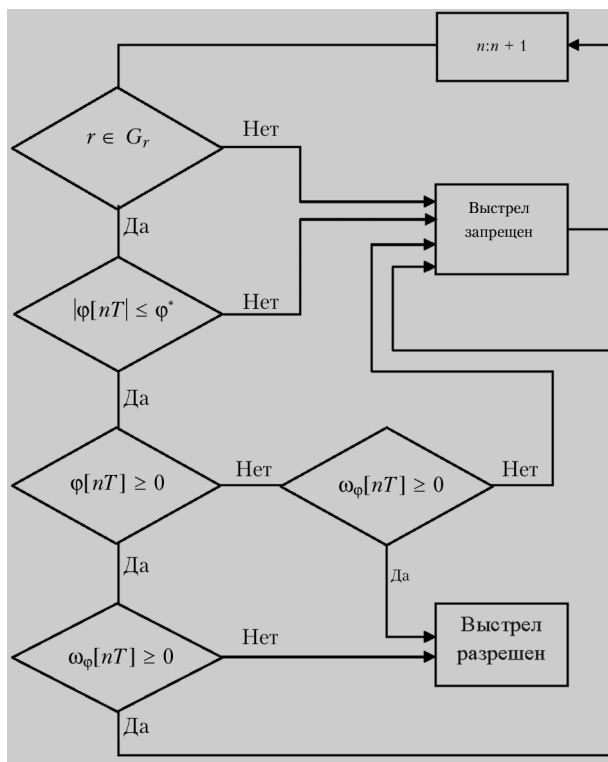 n:n + 1
r ∈ G_r
Нет
Выстрел
запрещен
Да
|φ[nT| ≤ φ*
Нет
Да
φ[nT] ≥ 0
Нет
ω_φ[nT] ≥ 0
Нет
Да
Да
ω_φ[nT] ≥ 0
Нет
Выстрел
разрешен
Да